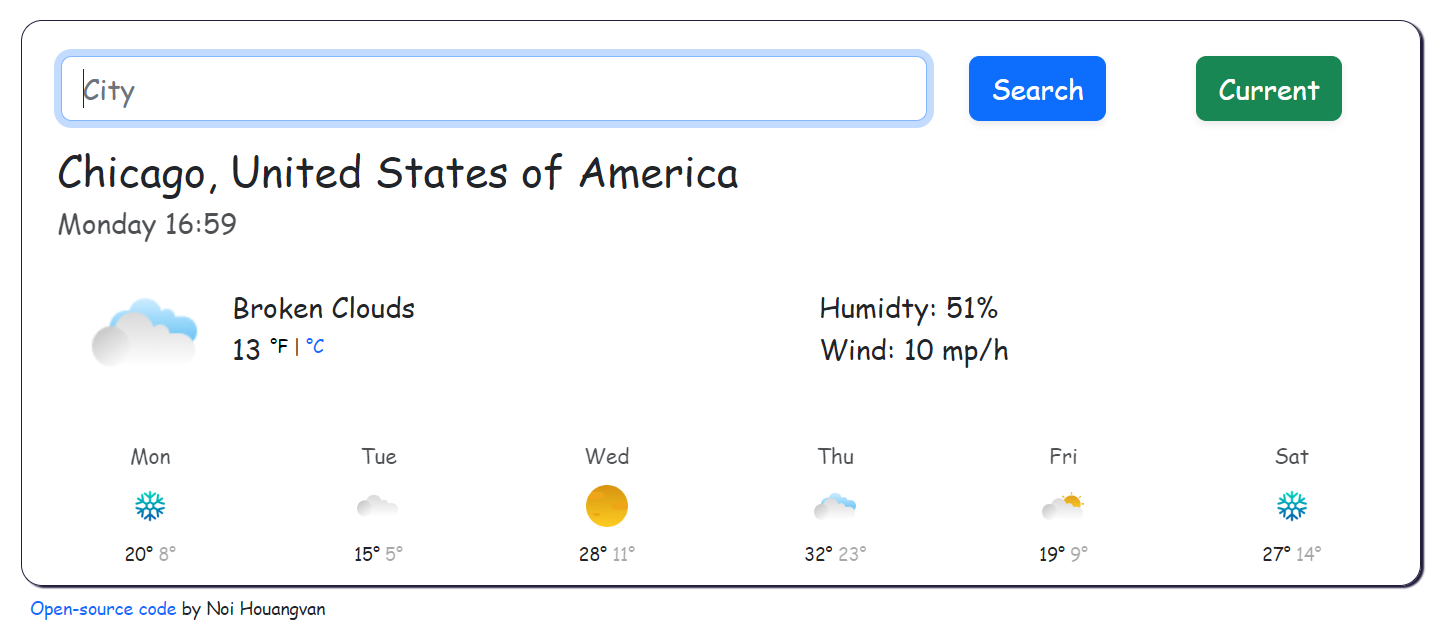 City Search Current
Chicago, United States of America
Monday 16:59
Broken Clouds
13 °F | °C
Humidty: 51%
Wind: 10 mp/h
Mon Tue Wed Thu Fri Sat
20° 8° 15° 5° 28° 11° 32° 23° 19° 9° 27° 14°
Open-source code by Noi Houangvan